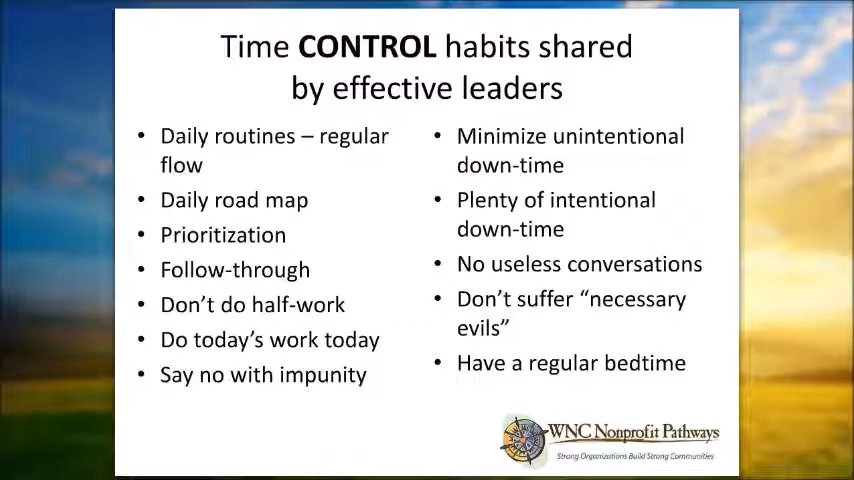 Time CONTROL habits shared
by effective leaders
• Daily routines – regular
flow
• Daily road map
• Prioritization
• Follow-through
• Don’t do half-work
• Do today’s work today
• Say no with impunity
• Minimize unintentional
down-time
• Plenty of intentional
down-time
• No useless conversations
• Don’t suffer “necessary
evils”
• Have a regular bedtime
WNC Nonprofit Pathways
Strong Organizations Build Strong Communities